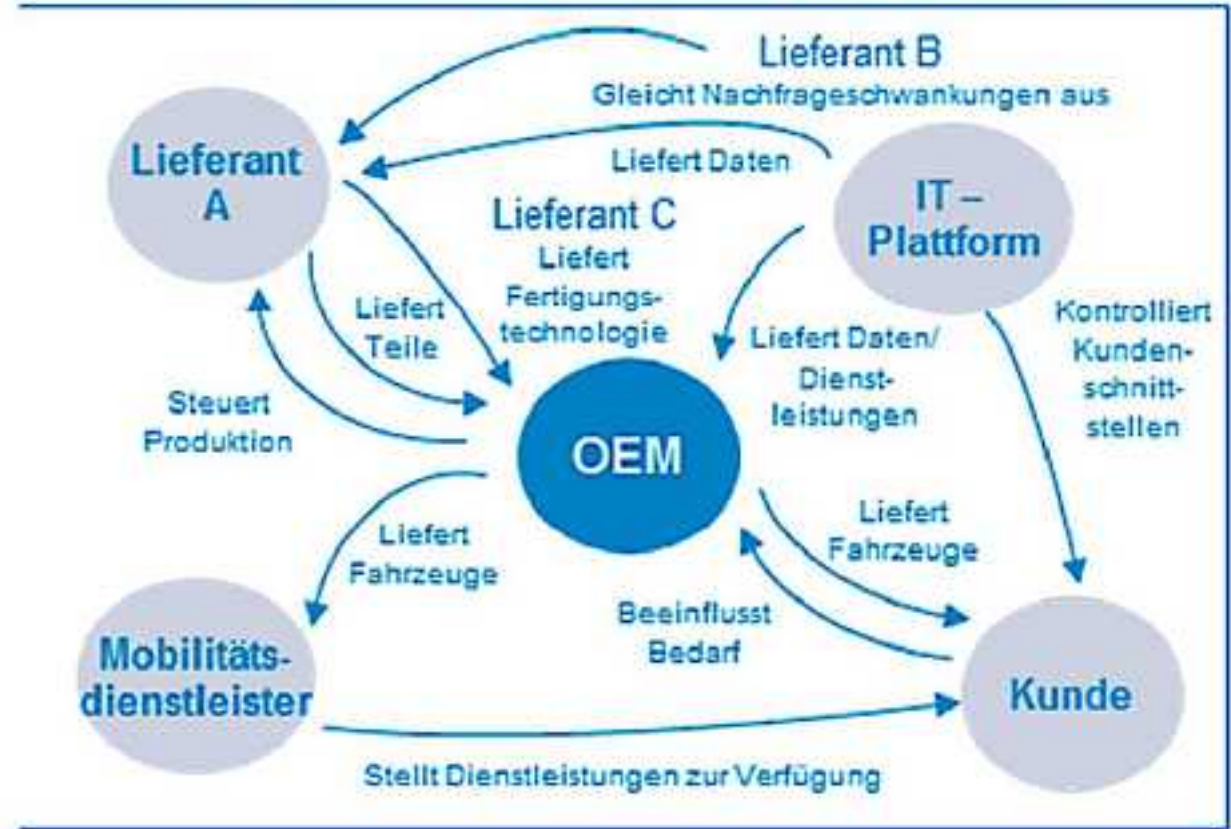 Lieferant B
Gleicht Nachfrageschwankungen aus
Lieferant
A
Liefert Daten
IT –
Plattform
Lieferant C
Liefert
Fertigungs-
technologie
Liefert
Teile
Liefert Daten/
Dienst-
leistungen
Kontrolliert
Kunden-
schnitt-
stellen
Steuert
Produktion
OEM
Liefert
Fahrzeuge
Liefert
Fahrzeuge
Beeinflusst
Bedarf
Mobilitäts-
dienstleister
Kunde
Stellt Dienstleistungen zur Verfügung